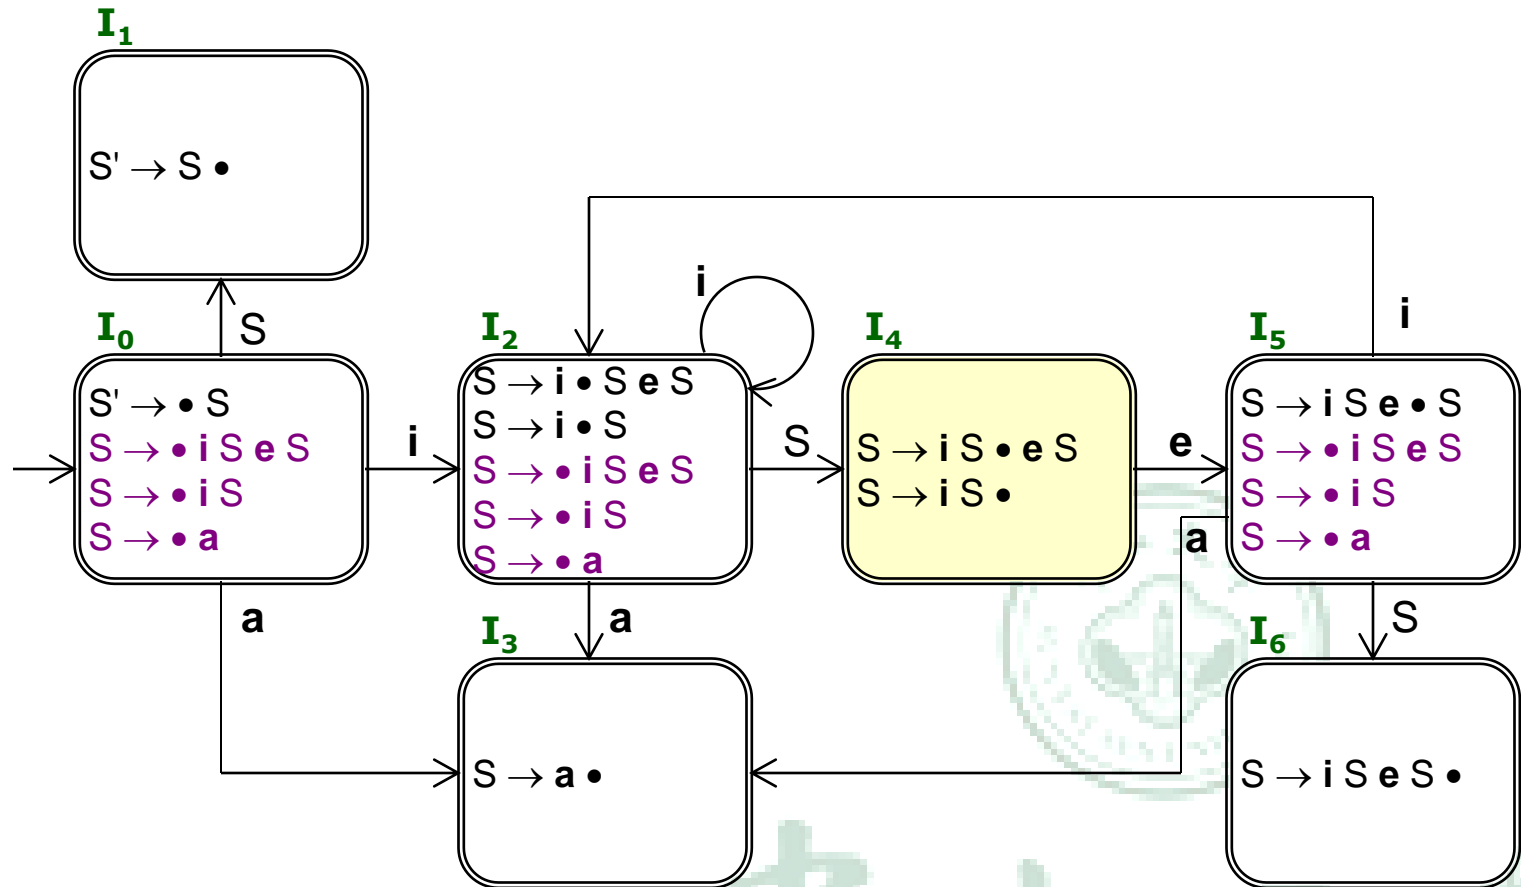 I₁
S' → S •
S
I₀
S' → • S
S → • i S e S
S → • i S
S → • a
i
a
I₂
S → i • S e S
S → i • S
S → • i S e S
S → • i S
S → • a
i
S
a
I₃
S → a •
I₄
S → i S • e S
S → i S •
e
I₅
S → i S e • S
S → • i S e S
S → • i S
S → • a
i
a
S
I₆
S → i S e S •